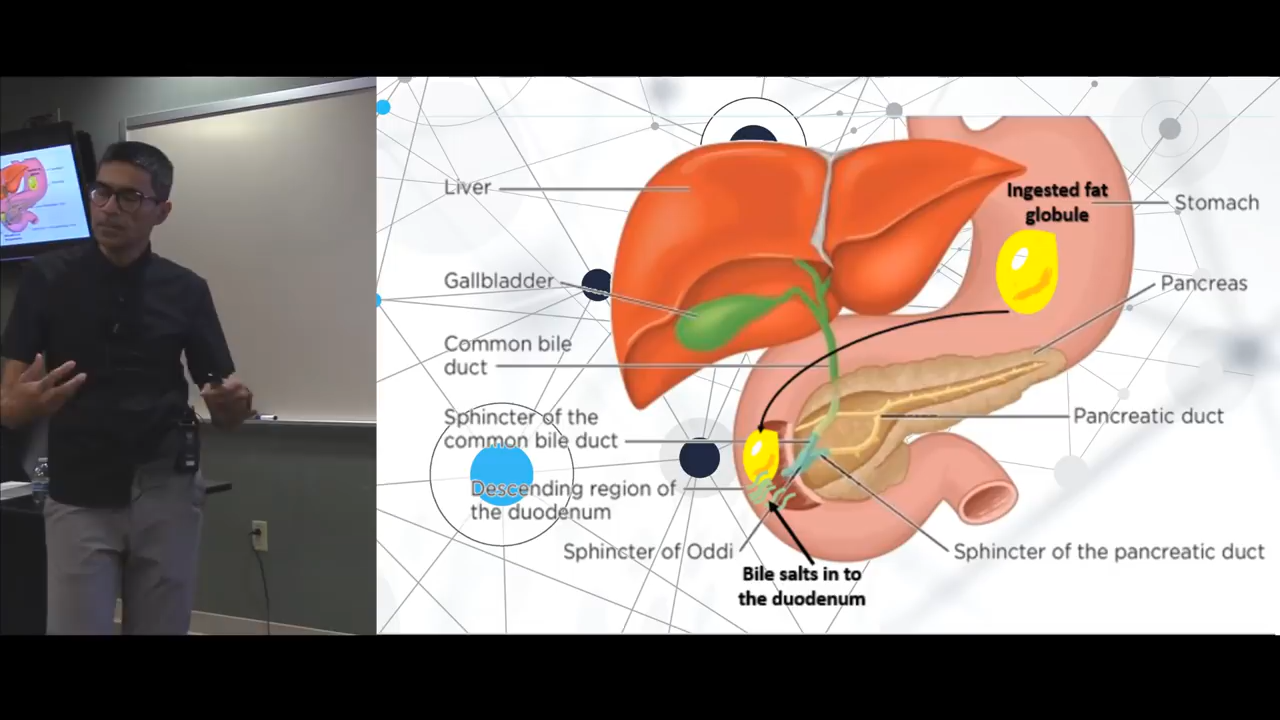 Liver
Ingested fat
globule
Stomach
Gallbladder
Pancreas
Common bile
duct
Sphincter of the
common bile duct
Pancreatic duct
Descending region of
the duodenum
Sphincter of Oddi
Sphincter of the pancreatic duct
Bile salts in to
the duodenum